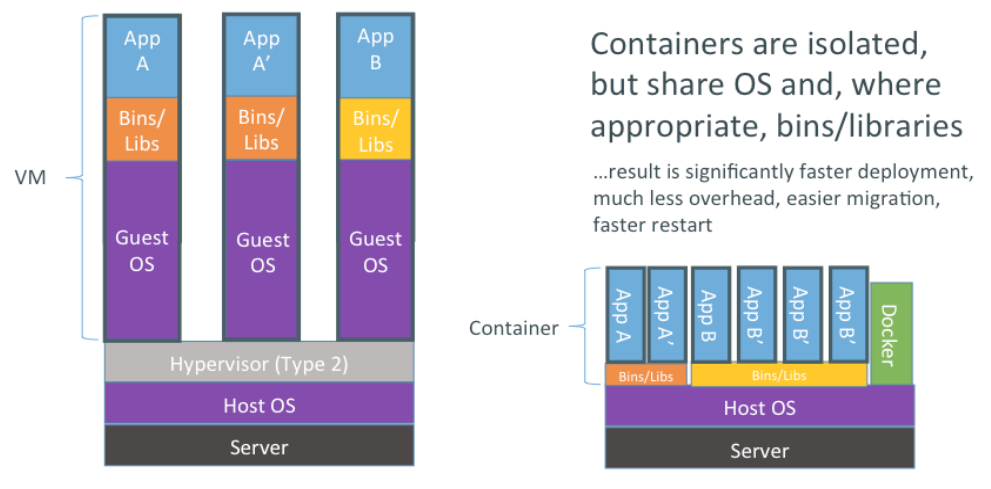 App
A
App
A’
App
B
Bins/
Libs
Bins/
Libs
Bins/
Libs
VM
Guest
OS
Guest
OS
Guest
OS
Hypervisor (Type 2)
Host OS
Server
Containers are isolated,
but share OS and, where
appropriate, bins/libraries
...result is significantly faster deployment,
much less overhead, easier migration,
faster restart
Container
App A
App A’
App B
App B’
App B’
App B’
Docker
Bins/Libs
Bins/Libs
Host OS
Server